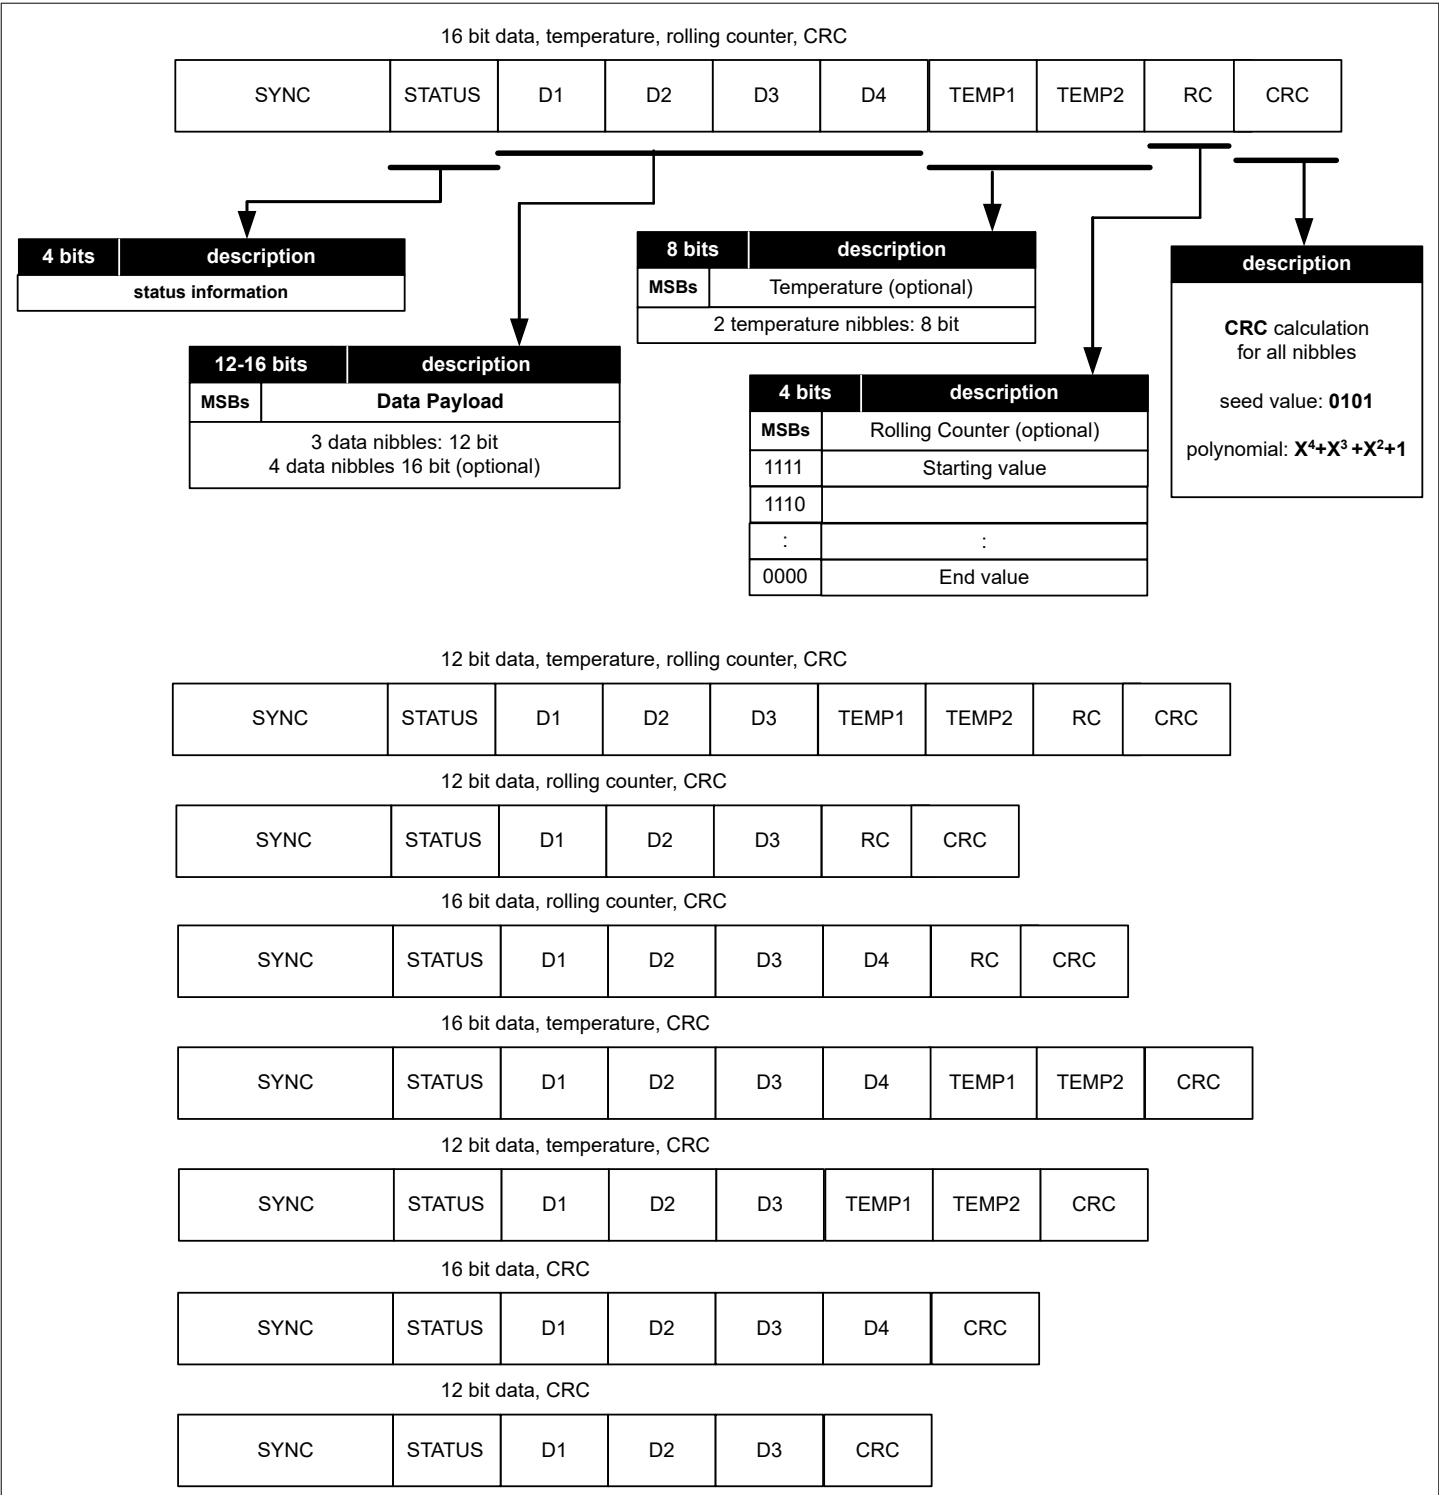 16 bit data, temperature, rolling counter, CRC
SYNC STATUS D1 D2 D3 D4 TEMP1 TEMP2 RC CRC
4 bits description
status information
12-16 bits description
MSBs Data Payload
3 data nibbles: 12 bit
4 data nibbles 16 bit (optional)
8 bits description
MSBs Temperature (optional)
2 temperature nibbles: 8 bit
4 bits description
MSBs Rolling Counter (optional)
1111 Starting value
1110
: :
0000 End value
description
CRC calculation
for all nibbles
seed value: 0101
polynomial: X⁴+X³+X²+1
12 bit data, temperature, rolling counter, CRC
SYNC STATUS D1 D2 D3 TEMP1 TEMP2 RC CRC
12 bit data, rolling counter, CRC
SYNC STATUS D1 D2 D3 RC CRC
16 bit data, rolling counter, CRC
SYNC STATUS D1 D2 D3 D4 RC CRC
16 bit data, temperature, CRC
SYNC STATUS D1 D2 D3 D4 TEMP1 TEMP2 CRC
12 bit data, temperature, CRC
SYNC STATUS D1 D2 D3 TEMP1 TEMP2 CRC
16 bit data, CRC
SYNC STATUS D1 D2 D3 D4 CRC
12 bit data, CRC
SYNC STATUS D1 D2 D3 CRC